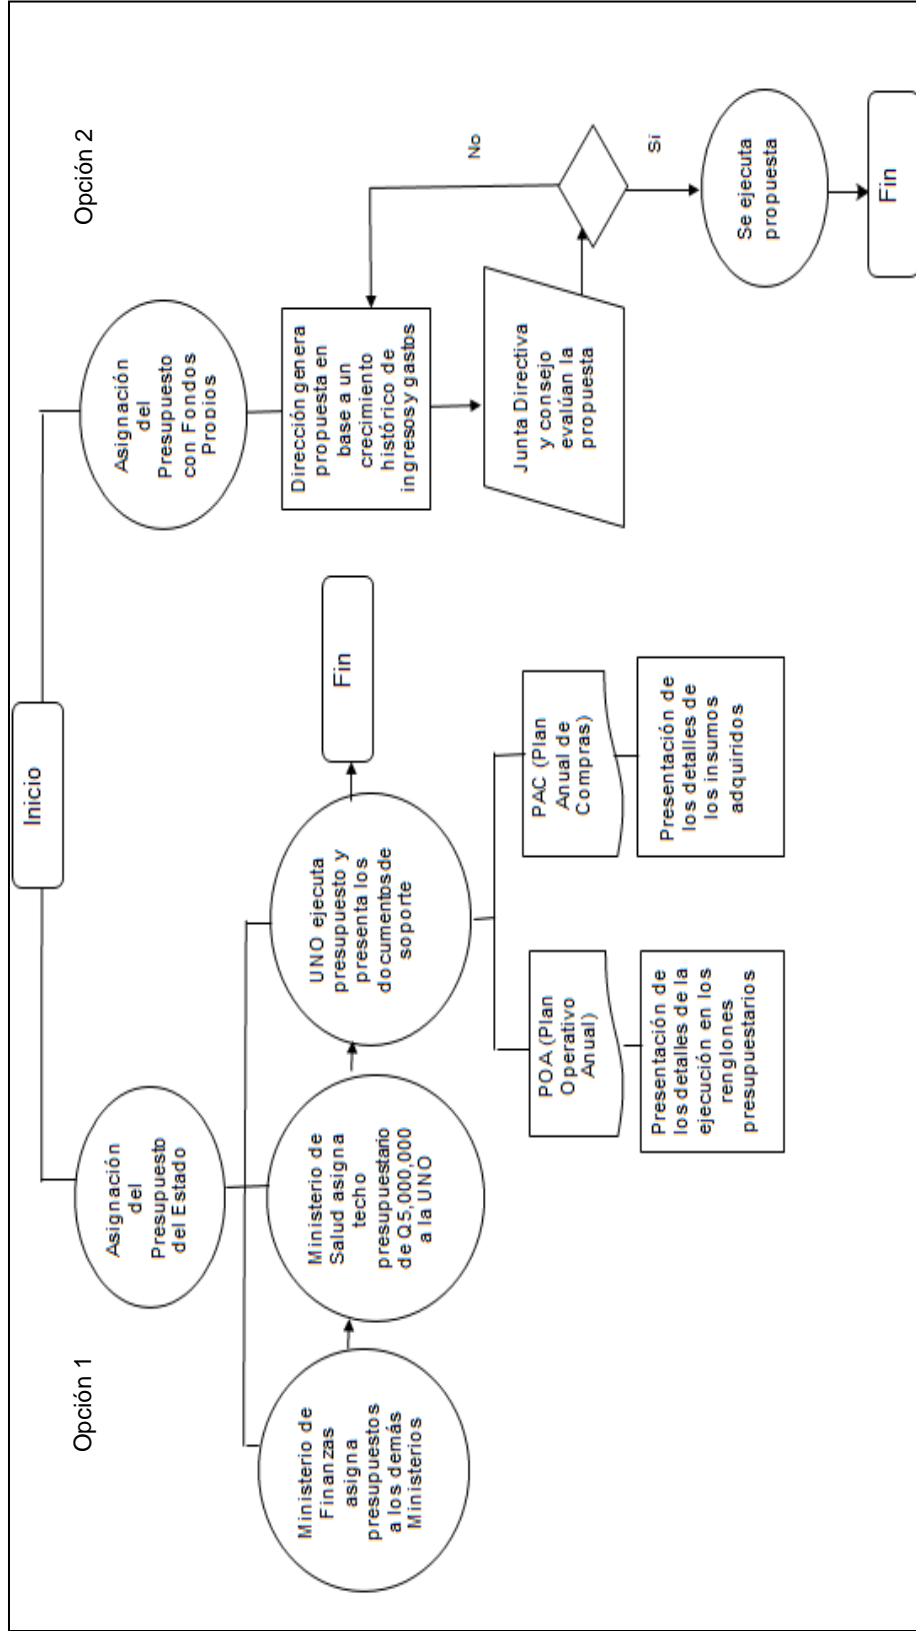 Inicio
Opción 1
Opción 2
Asignación
del
Presupuesto
del Estado
Ministerio de
Finanzas
asigna
presupuestos
a los demás
Ministerios
Ministerio de
Salud asigna
techo
presupuestario
de Q5,000,000
a la UNO
UNO ejecuta
presupuesto y
presenta los
documentos de
soporte
Fin
POA (Plan
Operativo
Anual)
PAC (Plan
Anual de
Compras)
Presentación de
los detalles de la
ejecución en los
renglones
presupuestarios
Presentación de
los detalles de
los insumos
adquiridos
Asignación
del
Presupuesto
con Fondos
Propios
Dirección genera
propuesta en
base a un
crecimiento
histórico de
ingresos y gastos
Junta Directiva
y consejo
evalúan la
propuesta
No
Sí
Se ejecuta
propuesta
Fin